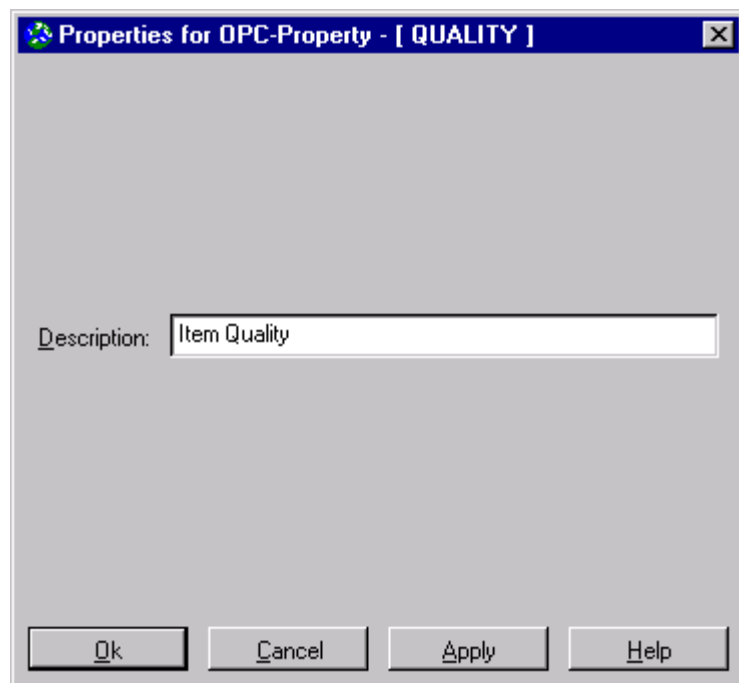 Properties for OPC-Property - [ QUALITY ]
Description: Item Quality
Ok Cancel Apply Help